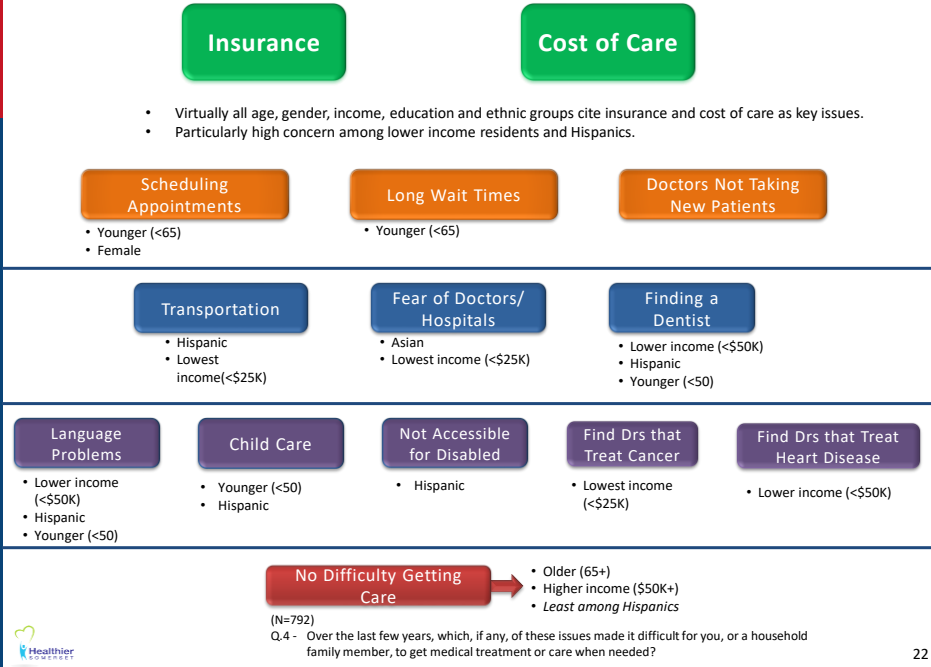 Insurance
Cost of Care
• Virtually all age, gender, income, education and ethnic groups cite insurance and cost of care as key issues.
• Particularly high concern among lower income residents and Hispanics.
Scheduling
Appointments
• Younger (<65)
• Female
Long Wait Times
• Younger (<65)
Doctors Not Taking
New Patients
Transportation
• Hispanic
• Lowest
income(<$25K)
Fear of Doctors/
Hospitals
• Asian
• Lowest income (<$25K)
Finding a
Dentist
• Lower income (<$50K)
• Hispanic
• Younger (<50)
Language
Problems
• Lower income
(<$50K)
• Hispanic
• Younger (<50)
Child Care
• Younger (<50)
• Hispanic
Not Accessible
for Disabled
• Hispanic
Find Drs that
Treat Cancer
• Lowest income
(<$25K)
Find Drs that Treat
Heart Disease
• Lower income (<$50K)
No Difficulty Getting
Care
• Older (65+)
• Higher income ($50K+)
• Least among Hispanics
(N=792)
Q.4 - Over the last few years, which, if any, of these issues made it difficult for you, or a household
family member, to get medical treatment or care when needed?
Healthier
SOMERSET
22